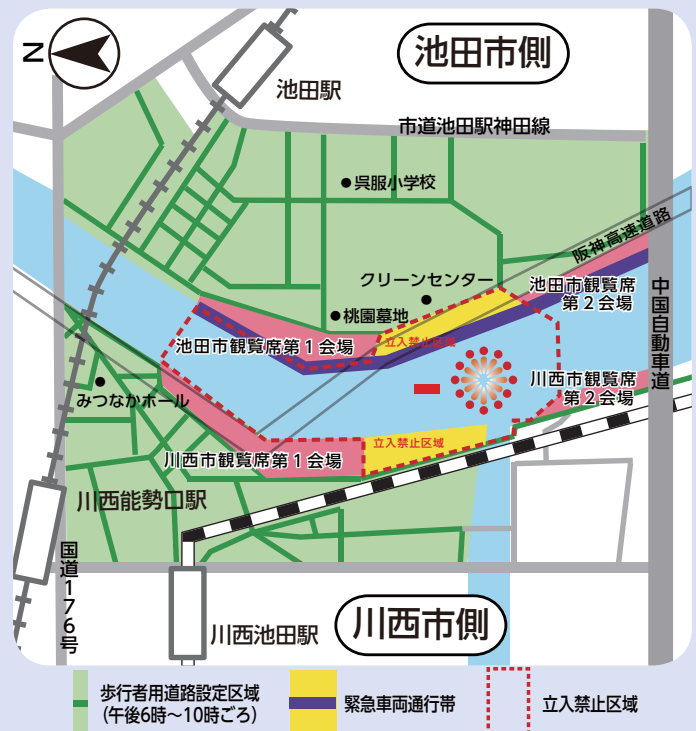 N
池田市側
池田駅
市道池田駅神田線
呉服小学校
阪神高速道路
クリーンセンター
池田市観覧席
第2会場
中国自動車道
桃園墓地
立入禁止区域
池田市観覧席第1会場
川西市観覧席
第2会場
みつなかホール
立入禁止区域
川西市観覧席第1会場
川西能勢口駅
国道176号
川西池田駅
川西市側
歩行者用道路設定区域
(午後6時～10時ごろ)
緊急車両通行帯
立入禁止区域